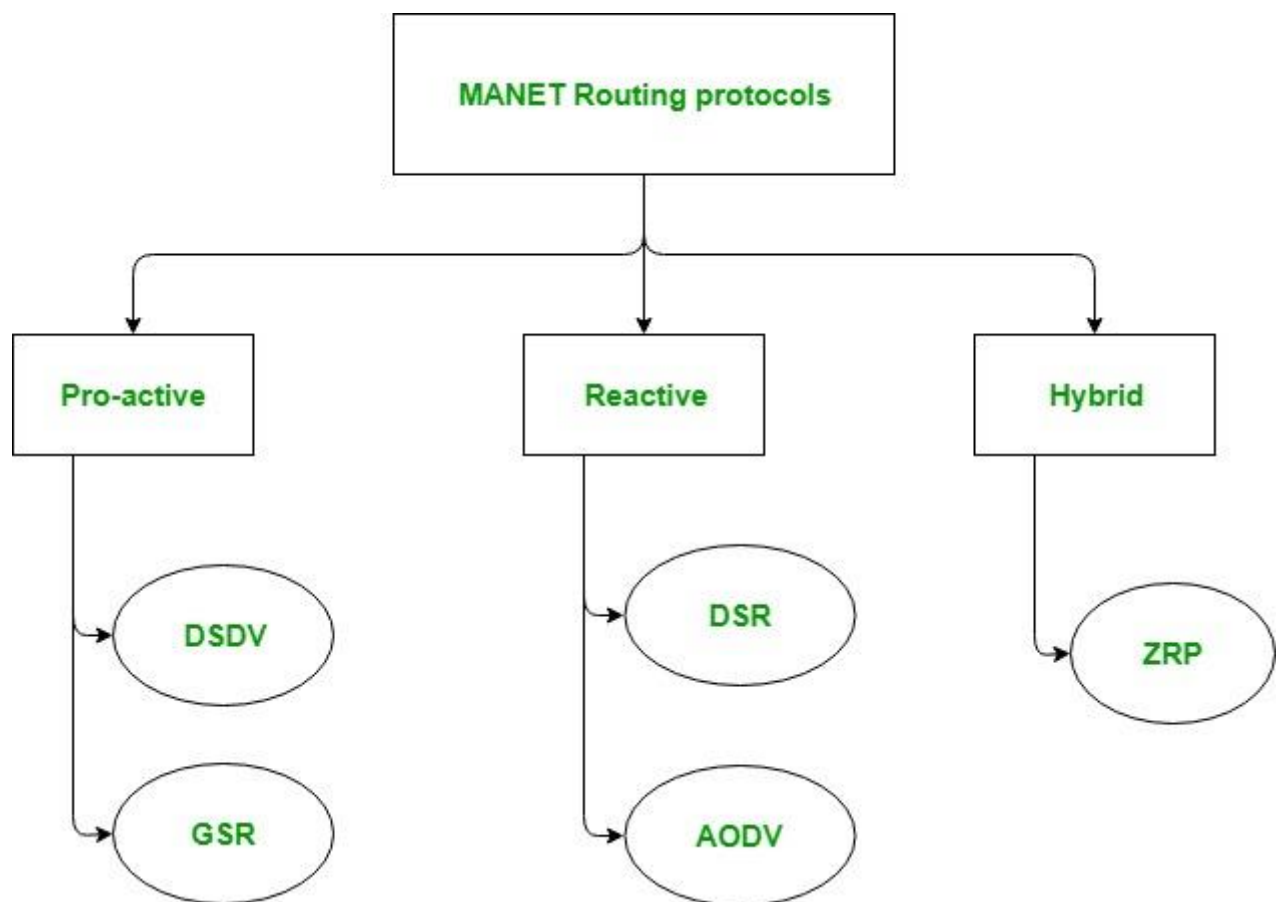 MANET Routing protocols
Pro-active
Reactive
Hybrid
DSDV
DSR
ZRP
GSR
AODV